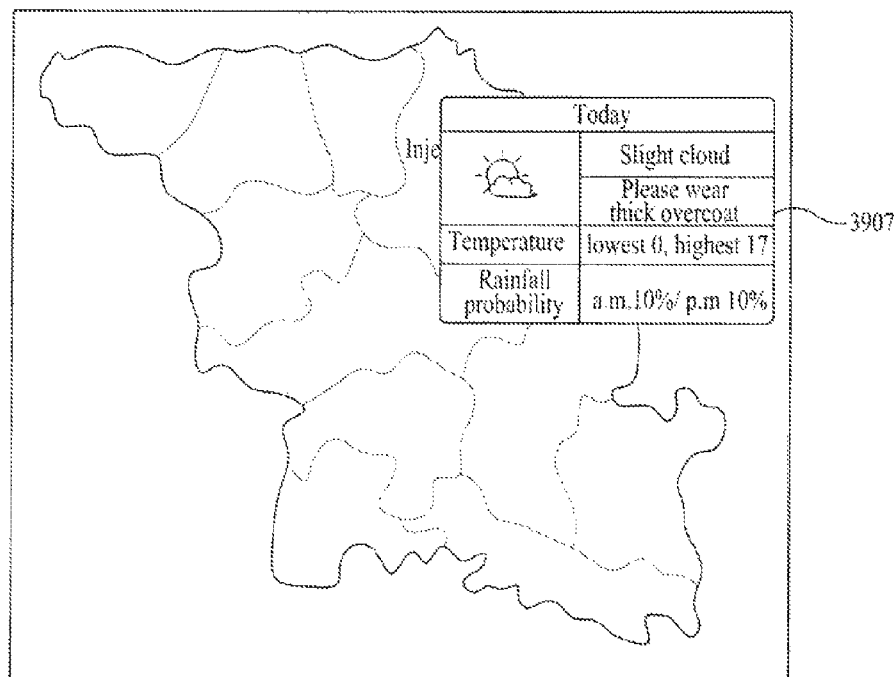 Today
Inje
Slight cloud
Please wear
thick overcoat
3907
Temperature
lowest 0, highest 17
Rainfall
probability
a m.10%/ p.m 10%